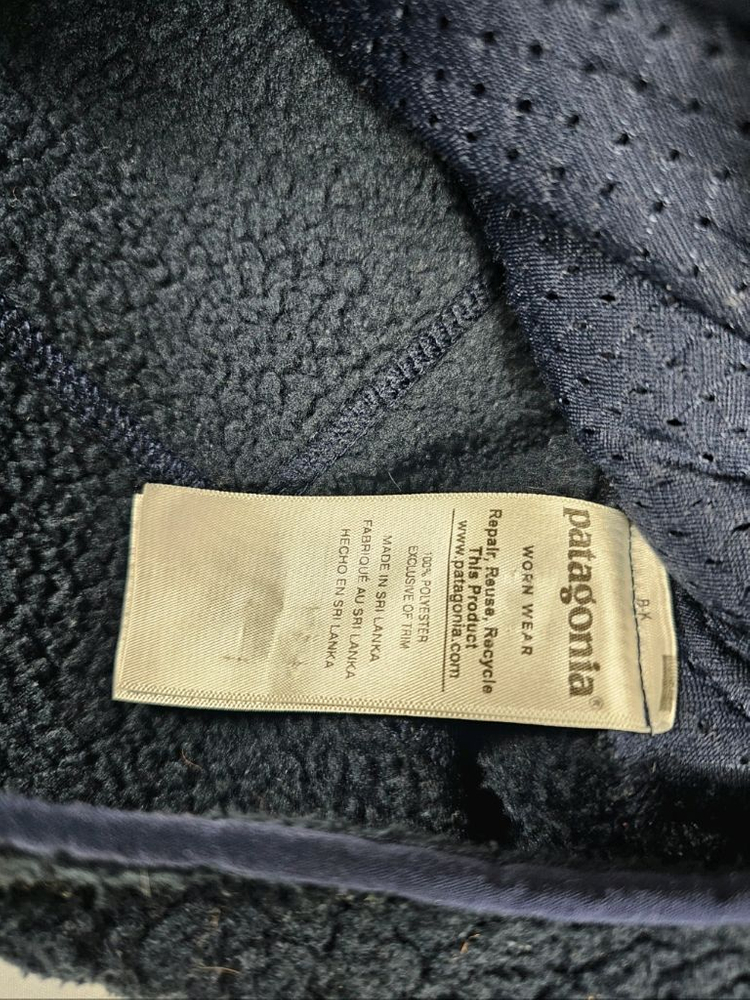 BK
patagonia®
WORN WEAR
Repair, Reuse, Recycle
This Product
www.patagonia.com
100% POLYESTER
EXCLUSIVE OF TRIM
MADE IN SRI LANKA
FABRIQUÉ AU SRI LANKA
HECHO EN SRI LANKA